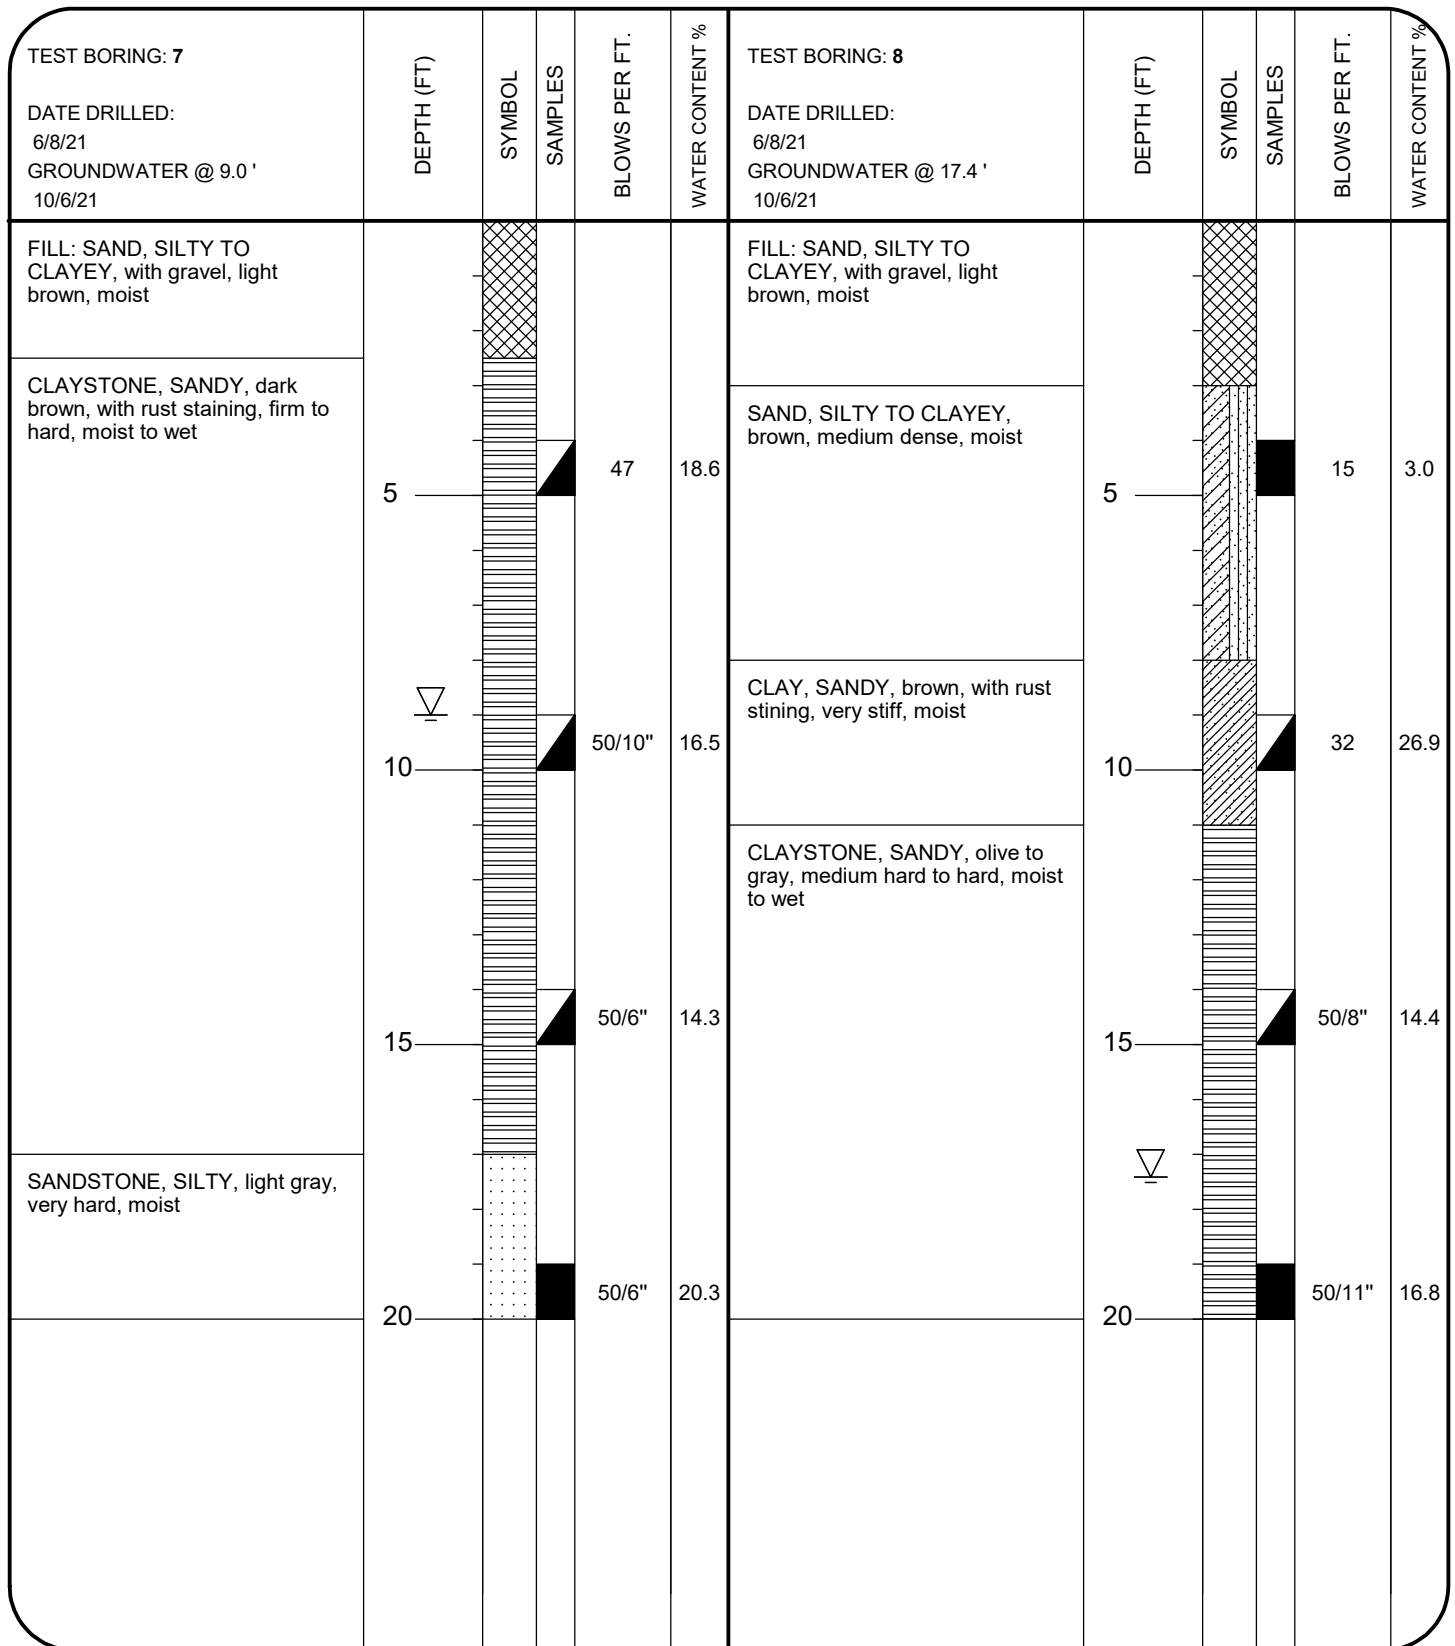 TEST BORING: 7
DATE DRILLED:
6/8/21
GROUNDWATER @ 9.0 '
10/6/21
DEPTH (FT)
SYMBOL
SAMPLES
BLOWS PER FT.
WATER CONTENT %
FILL: SAND, SILTY TO
CLAYEY, with gravel, light
brown, moist
CLAYSTONE, SANDY, dark
brown, with rust staining, firm to
hard, moist to wet
47 18.6
5
50/10" 16.5
10
50/6" 14.3
15
SANDSTONE, SILTY, light gray,
very hard, moist
50/6" 20.3
20
TEST BORING: 8
DATE DRILLED:
6/8/21
GROUNDWATER @ 17.4 '
10/6/21
DEPTH (FT)
SYMBOL
SAMPLES
BLOWS PER FT.
WATER CONTENT %
FILL: SAND, SILTY TO
CLAYEY, with gravel, light
brown, moist
SAND, SILTY TO CLAYEY,
brown, medium dense, moist
15 3.0
5
CLAY, SANDY, brown, with rust
stining, very stiff, moist
32 26.9
10
CLAYSTONE, SANDY, olive to
gray, medium hard to hard, moist
to wet
50/8" 14.4
15
50/11" 16.8
20